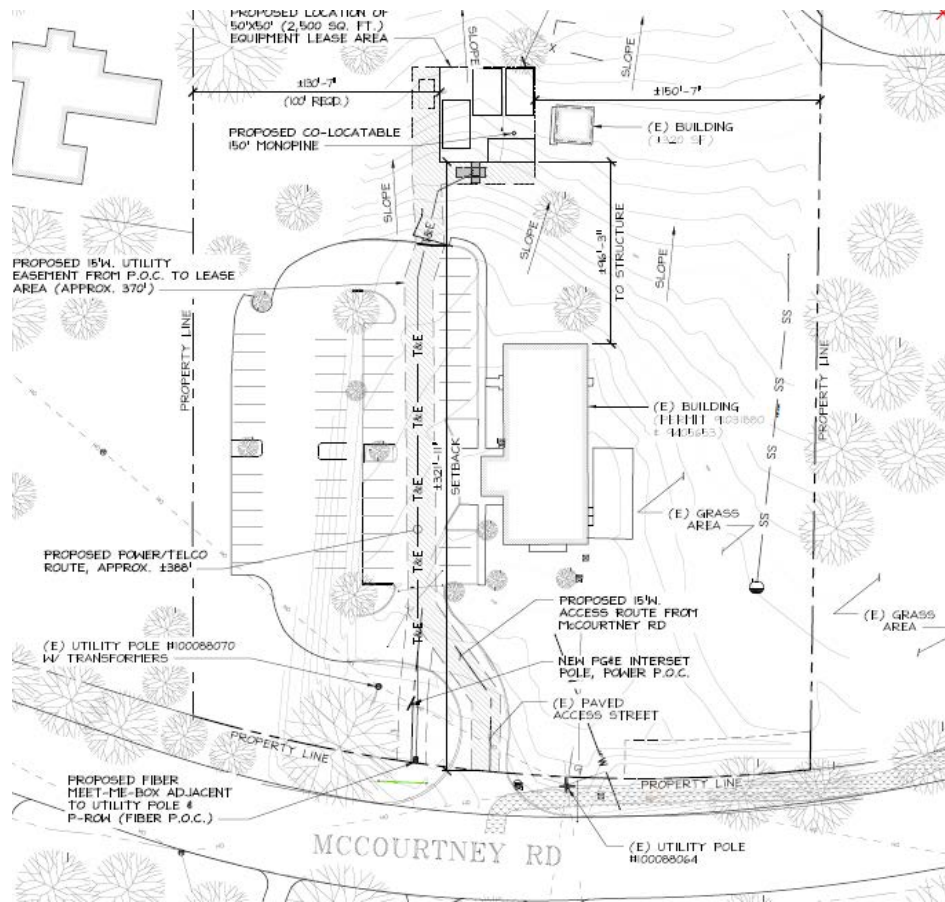 PROPOSED LOCATION OF
50'X50' (2,500 SQ. FT.)
EQUIPMENT LEASE AREA
SLOPE
SLOPE
±130'-7"
(100' REQD.)
±150'-7"
PROPOSED CO-LOCATABLE
150' MONOPINE
(E) BUILDING
(1320 SF)
SLOPE
T&E
SLOPE
±96'-3"
TO STRUCTURE
SLOPE
PROPOSED 15'W. UTILITY
EASEMENT FROM P.O.C. TO LEASE
AREA (APPROX. 370')
PROPERTY LINE
SS
T&E
PROPERTY LINE
SS
T&E
(E) BUILDING
(PERMIT
T&E
±321'-11"
SETBACK
SS
T&E
(E) GRASS
AREA
SS
PROPOSED POWER/TELCO
ROUTE, APPROX. ±388'
T&E
PROPOSED 15'W.
ACCESS ROUTE FROM
McCOURTNEY RD
(E) GRASS
AREA
T&E
(E) UTILITY POLE #100088070
W/ TRANSFORMERS
NEW PG&E INTERSET
POLE, POWER P.O.C.
(E) PAVED
ACCESS STREET
PROPERTY LINE
PROPERTY LINE
PROPOSED FIBER
MEET-ME-BOX ADJACENT
TO UTILITY POLE &
P-ROW (FIBER P.O.C.)
MCCOURTNEY RD
(E) UTILITY POLE
#100088064